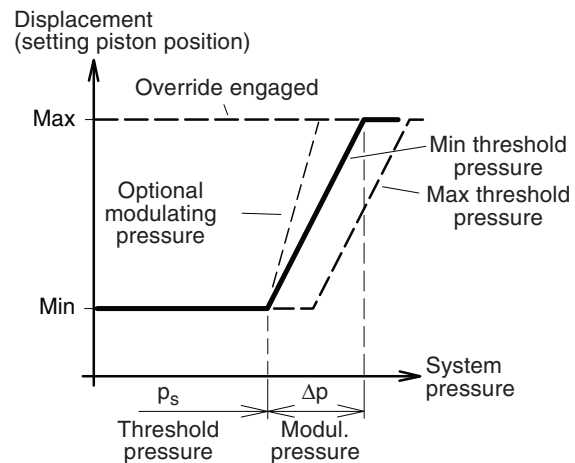 Displacement
(setting piston position)
Override engaged
Max
Min threshold
pressure
Optional
modulating
pressure
Max threshold
pressure
Min
System
pressure
ps
Δp
Threshold
pressure
Modul.
pressure